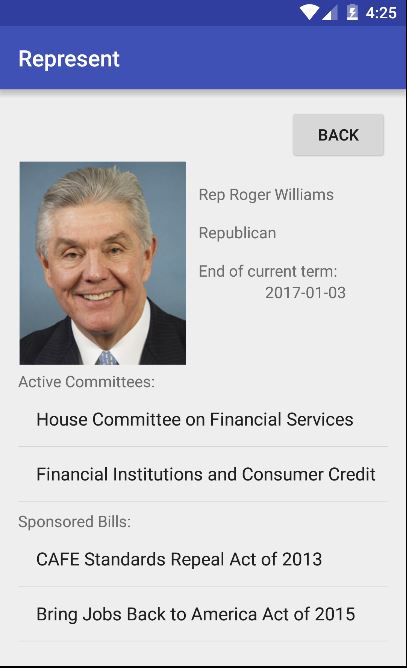 4:25
Represent
BACK
Rep Roger Williams
Republican
End of current term:
2017-01-03
Active Committees:
House Committee on Financial Services
Financial Institutions and Consumer Credit
Sponsored Bills:
CAFE Standards Repeal Act of 2013
Bring Jobs Back to America Act of 2015